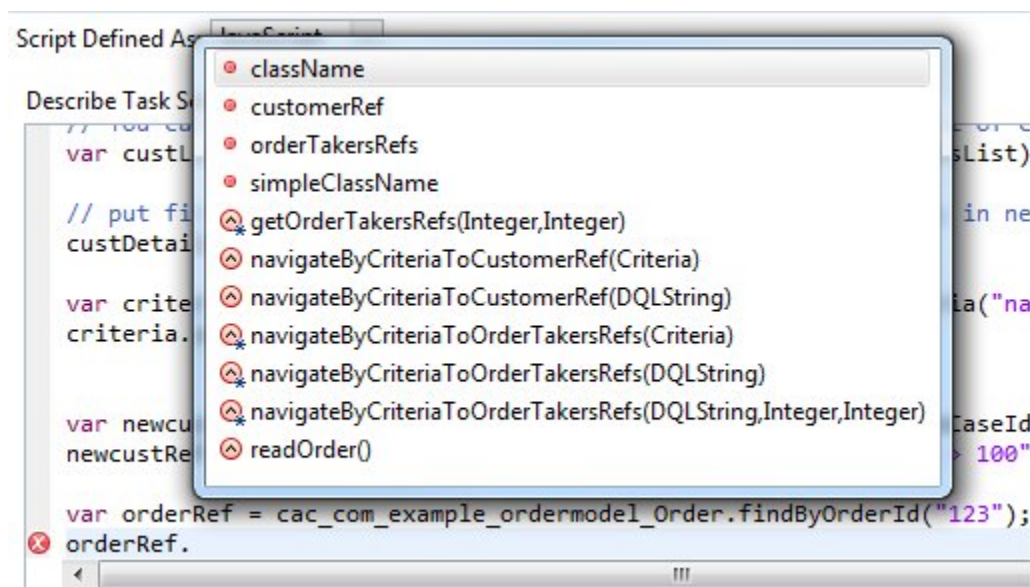 Script Defined As
Describe Task
className
customerRef
orderTakersRefs
simpleClassName
getOrderTakersRefs(Integer,Integer)
navigateByCriteriaToCustomerRef(Criteria)
navigateByCriteriaToCustomerRef(DQLString)
navigateByCriteriaToOrderTakersRefs(Criteria)
navigateByCriteriaToOrderTakersRefs(DQLString)
navigateByCriteriaToOrderTakersRefs(DQLString,Integer,Integer)
readOrder()
var custL sList)
// put fi in ne
custDetai
var crite ia("na
criteria.
var newcu CaseId
newcustRe > 100"
var orderRef = cac_com_example_ordermodel_Order.findByOrderId("123");
orderRef.